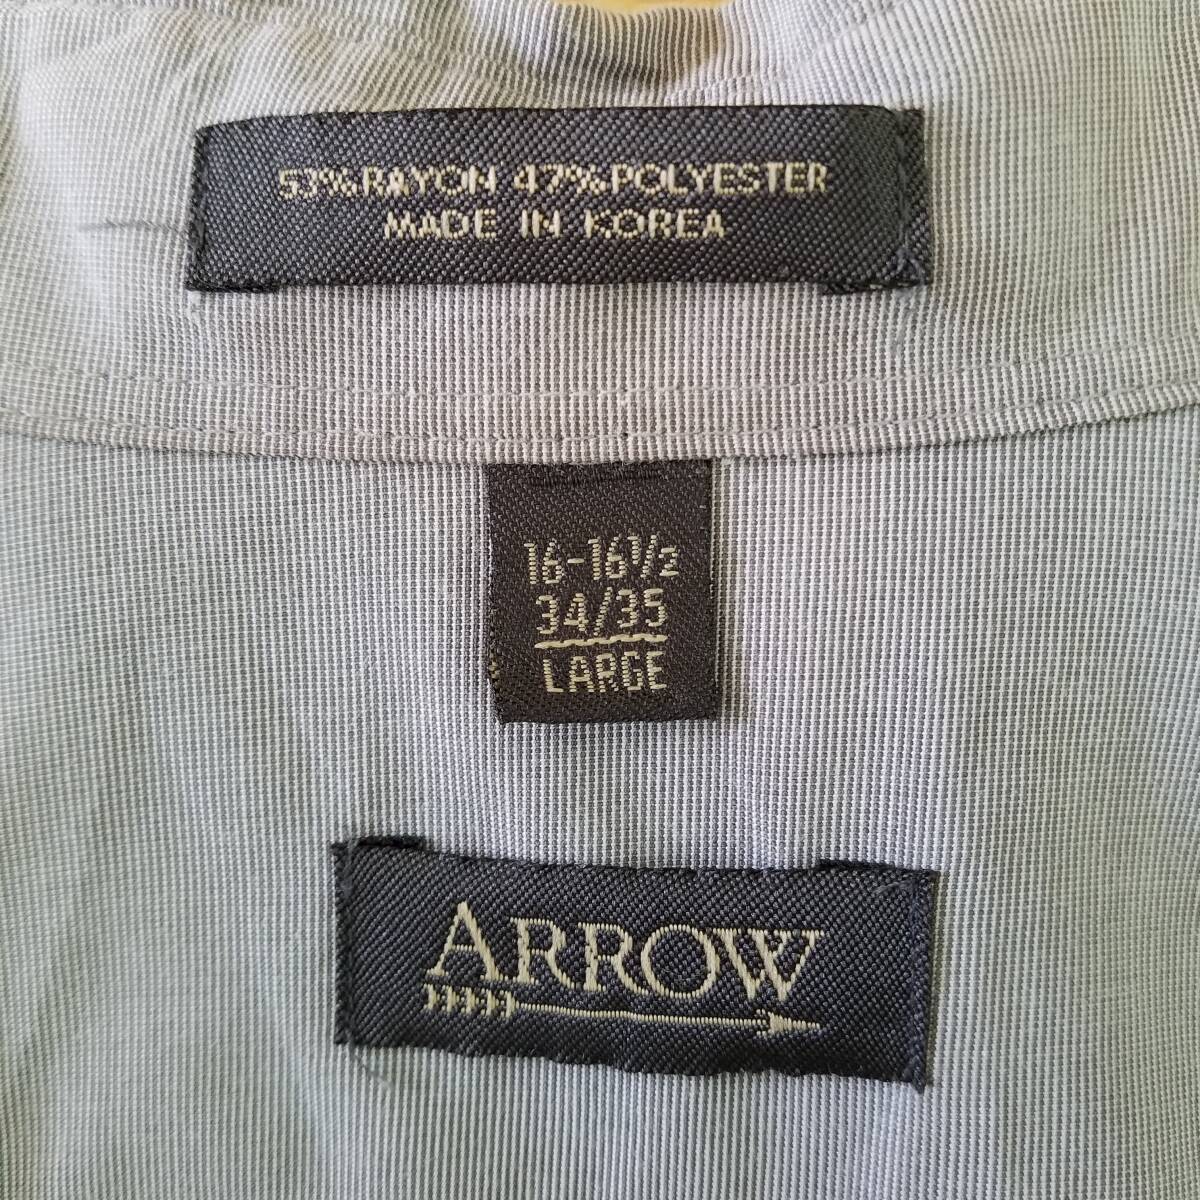 53%RAYON 47%POLYESTER
MADE IN KOREA
16-16½
34/35
LARGE
ARROW